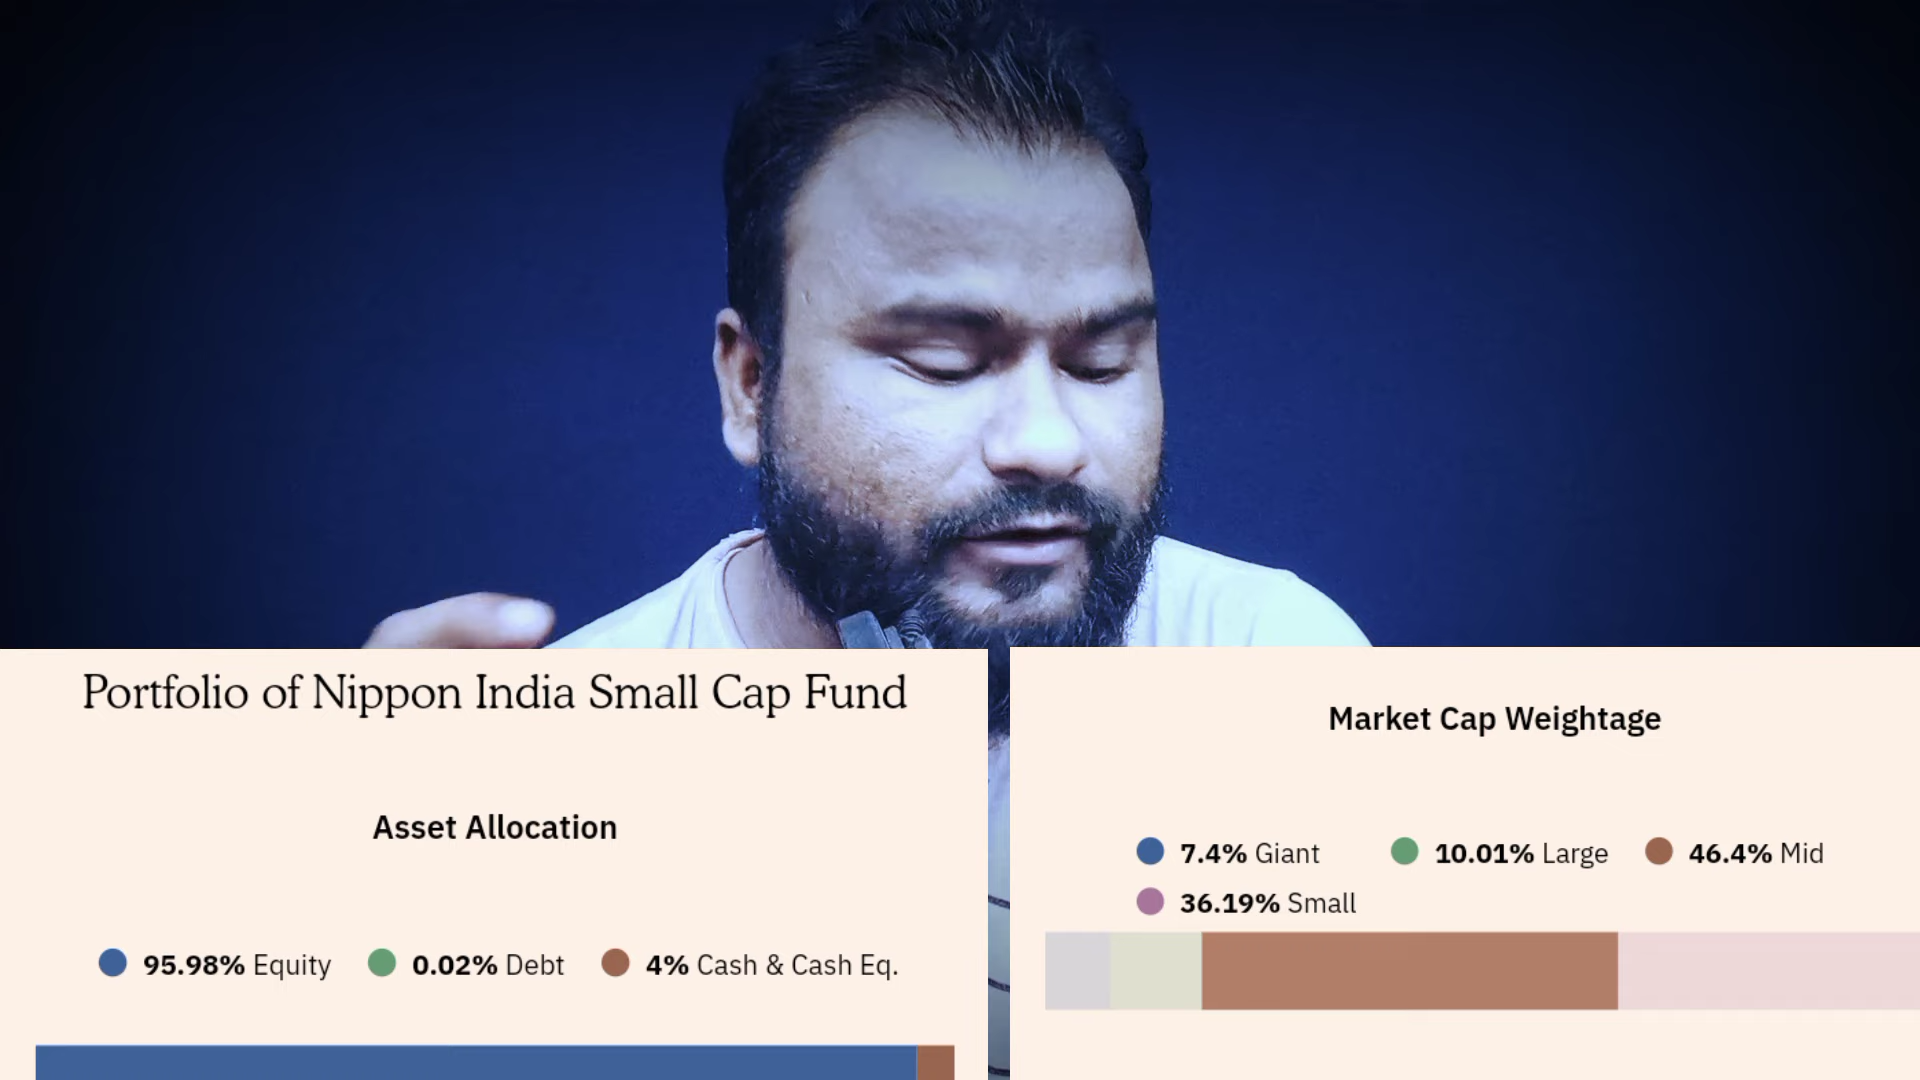 Portfolio of Nippon India Small Cap Fund
Asset Allocation
95.98% Equity 0.02% Debt 4% Cash & Cash Eq.
Market Cap Weightage
7.4% Giant 10.01% Large 46.4% Mid
36.19% Small